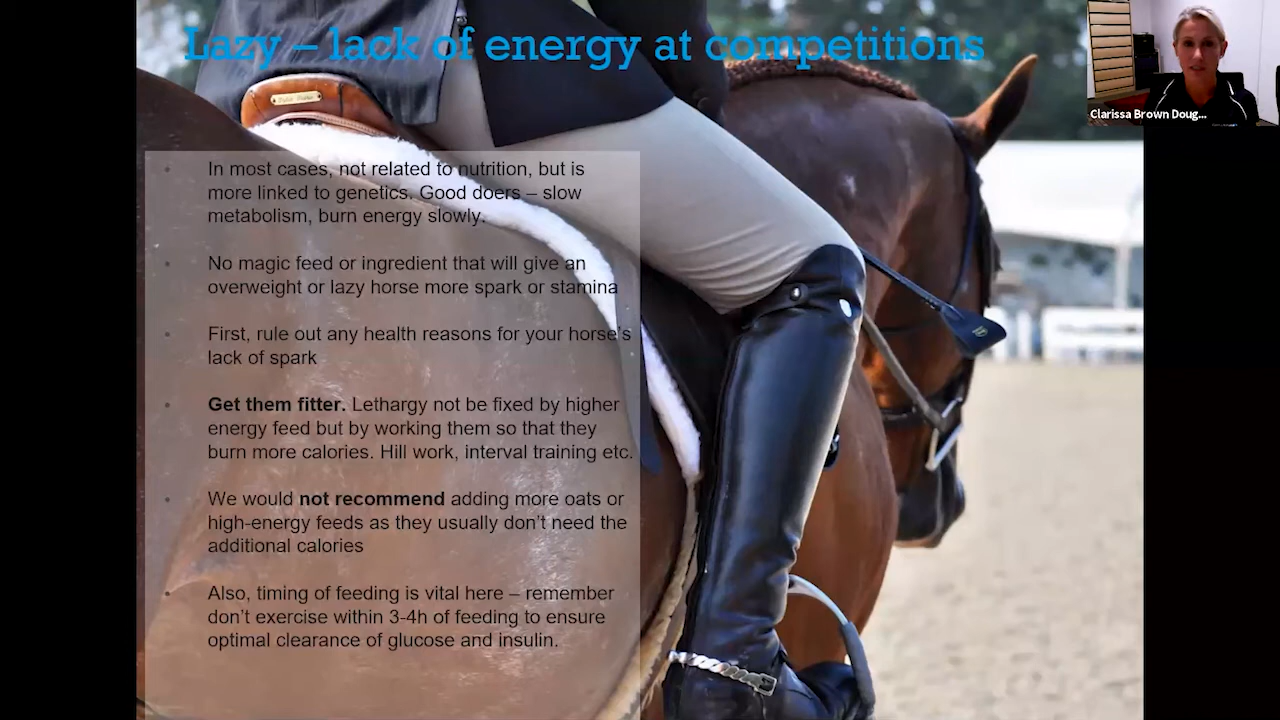 Lazy – lack of energy at competitions
Clarissa Brown Doug...
In most cases, not related to nutrition, but is
more linked to genetics. Good doers – slow
metabolism, burn energy slowly.
No magic feed or ingredient that will give an
overweight or lazy horse more spark or stamina
First, rule out any health reasons for your horse's
lack of spark
Get them fitter. Lethargy not be fixed by higher
energy feed but by working them so that they
burn more calories. Hill work, interval training etc.
We would not recommend adding more oats or
high-energy feeds as they usually don't need the
additional calories
Also, timing of feeding is vital here – remember
don't exercise within 3-4h of feeding to ensure
optimal clearance of glucose and insulin.